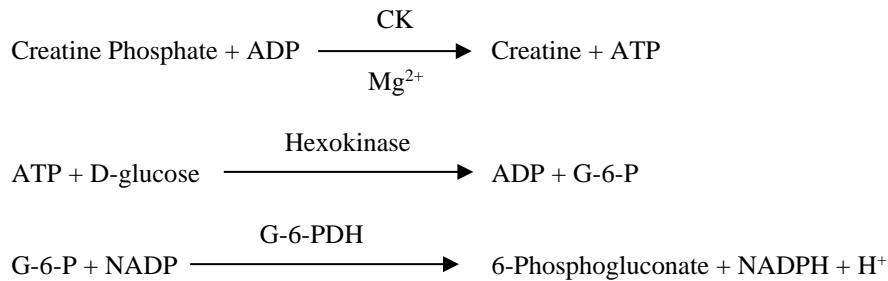 CK
Creatine Phosphate + ADP Creatine + ATP
Mg²⁺
Hexokinase
ATP + D-glucose ADP + G-6-P
G-6-PDH
G-6-P + NADP 6-Phosphogluconate + NADPH + H⁺